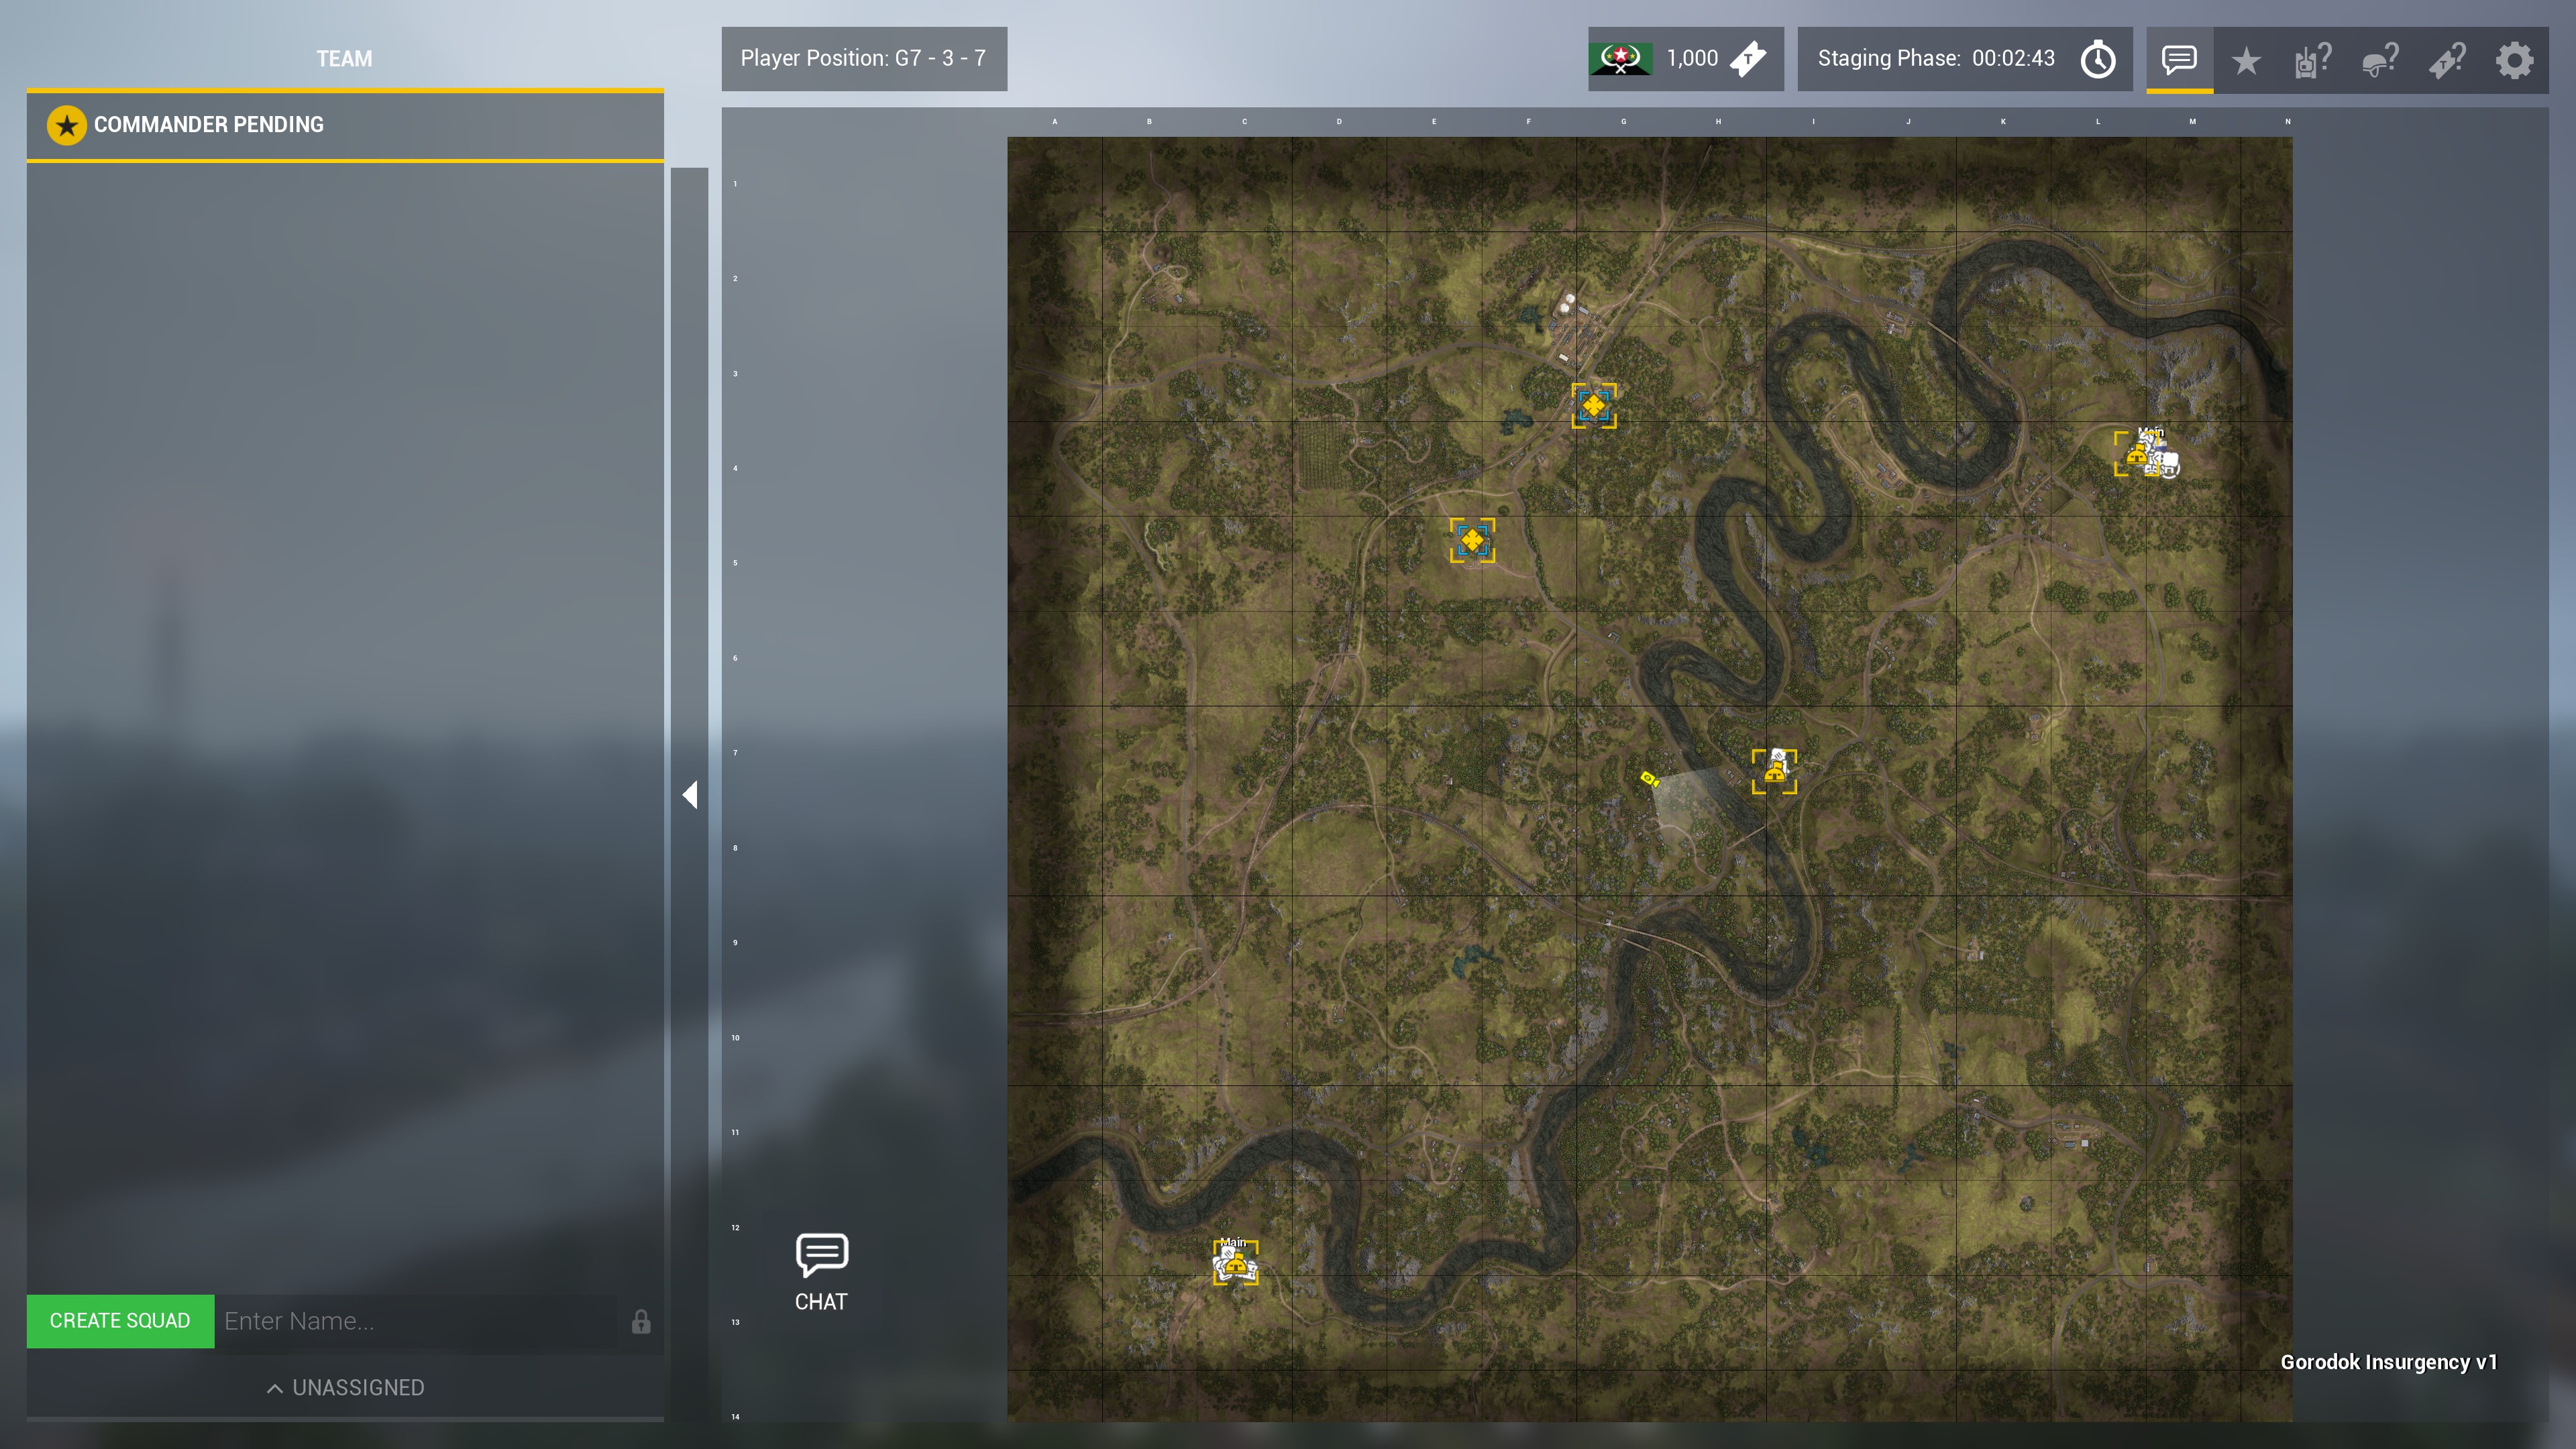 TEAM
Player Position: G7 - 3 - 7
1,000
T
Staging Phase: 00:02:43
?
?
T?
COMMANDER PENDING
A B C D E F G H I J K L M N
1
2
3
4
5
6
7
8
9
10
11
12
13
14
Main
Main
CHAT
CREATE SQUAD
Enter Name...
UNASSIGNED
Gorodok Insurgency v1